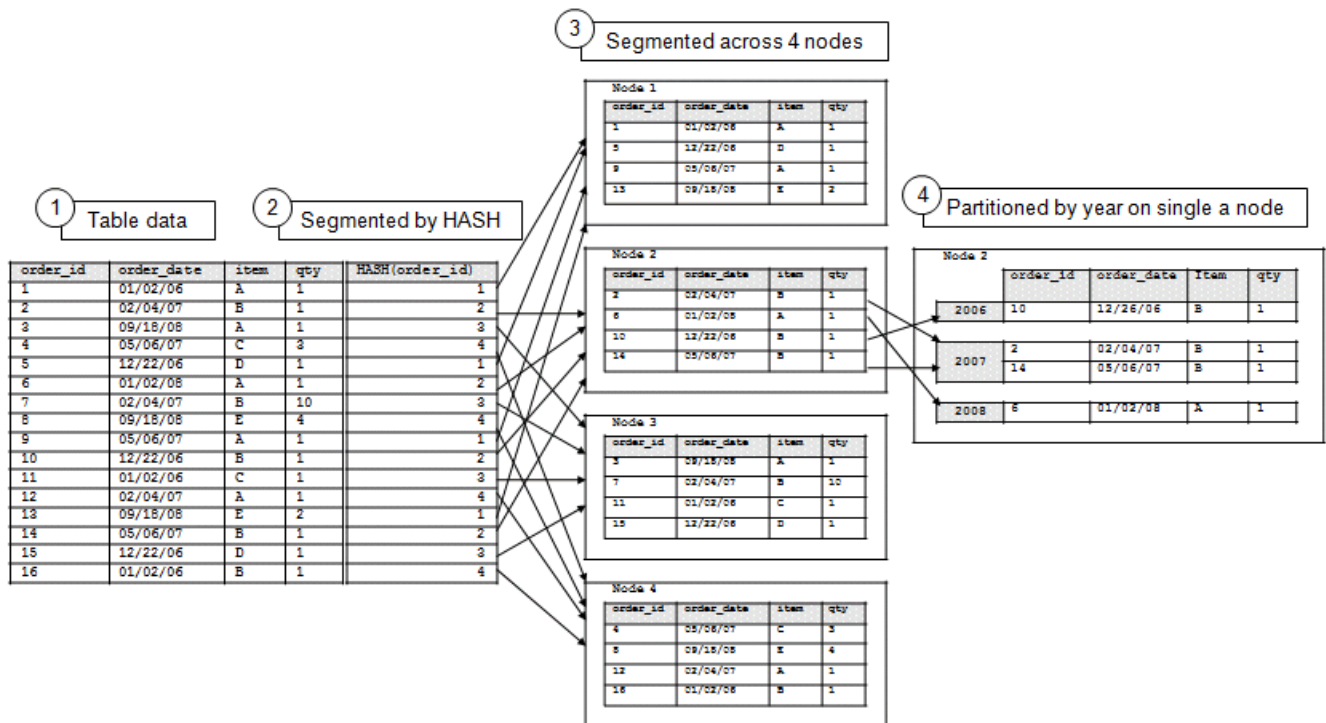 1 Table data
2 Segmented by HASH
order_id order_date item qty HASH(order_id)
1 01/02/06 A 1 1
2 02/04/07 B 1 2
3 09/18/08 A 1 3
4 05/06/07 C 3 4
5 12/22/06 D 1 1
6 01/02/08 A 1 2
7 02/04/07 B 10 3
8 09/18/08 E 4 4
9 05/06/07 A 1 1
10 12/22/06 B 1 2
11 01/02/06 C 1 3
12 02/04/07 A 1 4
13 09/18/08 E 2 1
14 05/06/07 B 1 2
15 12/22/06 D 1 3
16 01/02/06 B 1 4
3 Segmented across 4 nodes
Node 1
order_id order_date item qty
1 01/02/06 A 1
5 12/22/06 D 1
9 05/06/07 A 1
13 09/18/08 E 2
Node 2
order_id order_date item qty
2 02/04/07 B 1
6 01/02/08 A 1
10 12/22/06 B 1
14 05/06/07 B 1
Node 3
order_id order_date item qty
3 09/18/08 A 1
7 02/04/07 B 10
11 01/02/06 C 1
15 12/22/06 D 1
Node 4
order_id order_date item qty
4 05/06/07 C 3
8 09/18/08 E 4
12 02/04/07 A 1
16 01/02/06 B 1
4 Partitioned by year on single a node
Node 2
order_id order_date Item qty
2006 10 12/26/06 B 1
2007 2 02/04/07 B 1
14 05/06/07 B 1
2008 6 01/02/08 A 1